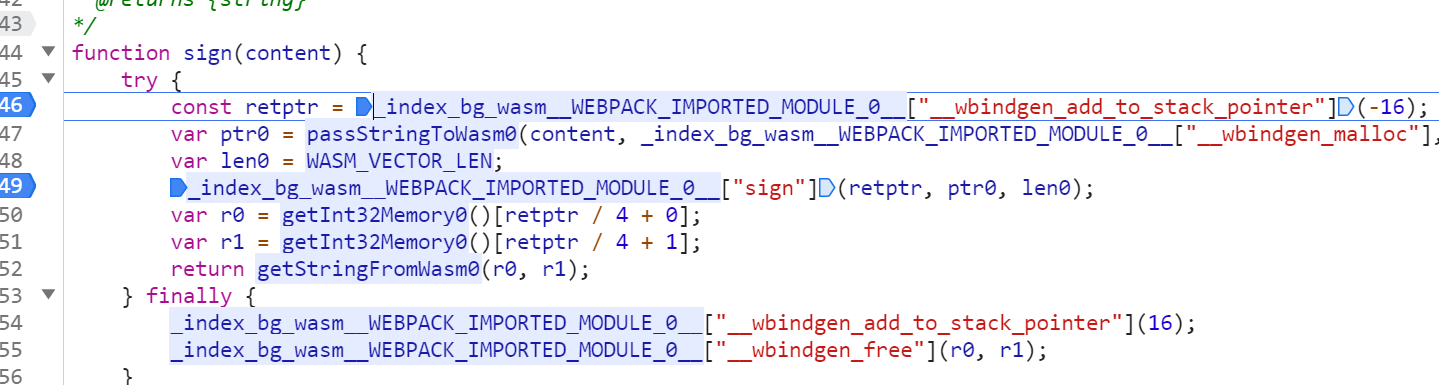 42 @returns {string}
43 */
44 function sign(content) {
45 try {
46 const retptr = _index_bg_wasm__WEBPACK_IMPORTED_MODULE_0__["__wbindgen_add_to_stack_pointer"](-16);
47 var ptr0 = passStringToWasm0(content, _index_bg_wasm__WEBPACK_IMPORTED_MODULE_0__["__wbindgen_malloc"],
48 var len0 = WASM_VECTOR_LEN;
49 _index_bg_wasm__WEBPACK_IMPORTED_MODULE_0__["sign"](retptr, ptr0, len0);
50 var r0 = getInt32Memory0()[retptr / 4 + 0];
51 var r1 = getInt32Memory0()[retptr / 4 + 1];
52 return getStringFromWasm0(r0, r1);
53 } finally {
54 _index_bg_wasm__WEBPACK_IMPORTED_MODULE_0__["__wbindgen_add_to_stack_pointer"](16);
55 _index_bg_wasm__WEBPACK_IMPORTED_MODULE_0__["__wbindgen_free"](r0, r1);
56 }